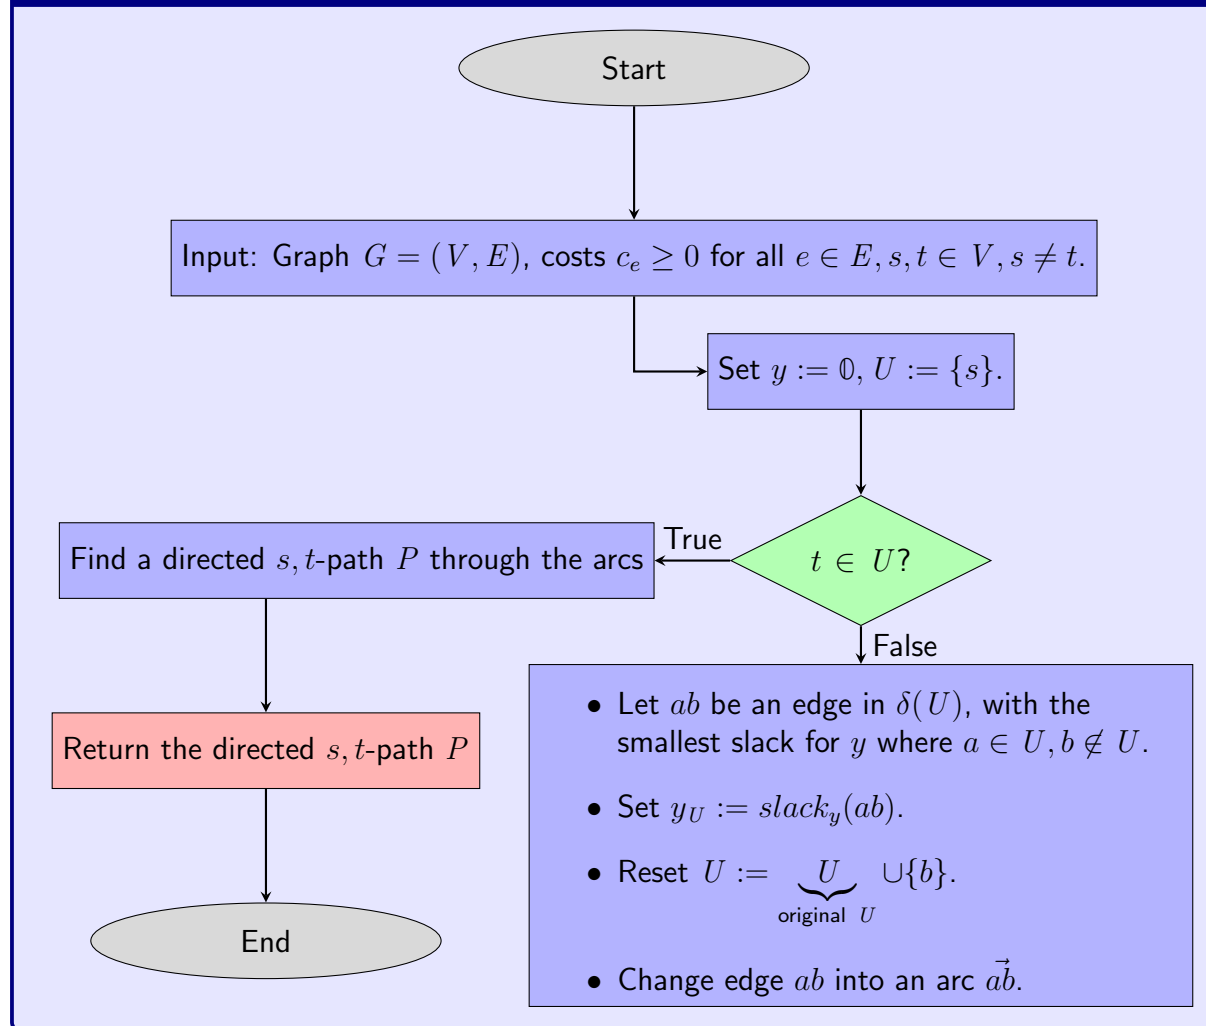 Start
Input: Graph G = (V, E), costs c_e ≥ 0 for all e ∈ E, s, t ∈ V, s ≠ t.
Set y := 𝟘, U := {s}.
True
Find a directed s, t-path P through the arcs
t ∈ U?
False
• Let ab be an edge in δ(U), with the
smallest slack for y where a ∈ U, b ∉ U.
Return the directed s, t-path P
• Set y_U := slack_y(ab).
• Reset U := U ∪{b}.
original U
End
• Change edge ab into an arc a⃗b.